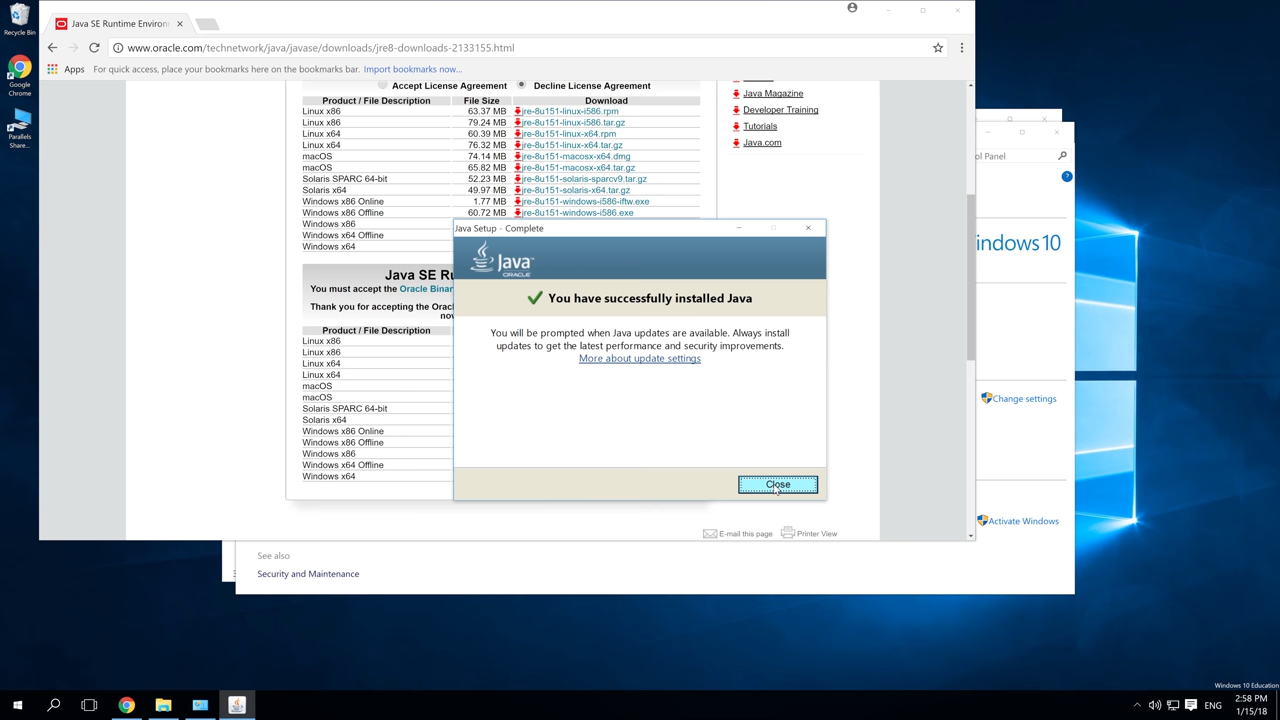 Recycle Bin
Google
Chrome
Parallels
Share...
Java SE Runtime Environ
www.oracle.com/technetwork/java/javase/downloads/jre8-downloads-2133155.html
Apps
For quick access, place your bookmarks here on the bookmarks bar.
Import bookmarks now...
Accept License Agreement
Decline License Agreement
Product / File Description File Size Download
Linux x86 63.37 MB jre-8u151-linux-i586.rpm
Linux x86 79.24 MB jre-8u151-linux-i586.tar.gz
Linux x64 60.39 MB jre-8u151-linux-x64.rpm
Linux x64 76.32 MB jre-8u151-linux-x64.tar.gz
macOS 74.14 MB jre-8u151-macosx-x64.dmg
macOS 65.82 MB jre-8u151-macosx-x64.tar.gz
Solaris SPARC 64-bit 52.23 MB jre-8u151-solaris-sparcv9.tar.gz
Solaris x64 49.97 MB jre-8u151-solaris-x64.tar.gz
Windows x86 Online 1.77 MB jre-8u151-windows-i586-iftw.exe
Windows x86 Offline 60.72 MB jre-8u151-windows-i586.exe
Windows x86
Windows x64 Offline
Windows x64
Java SE Ru
You must accept the Oracle Binar
Thank you for accepting the Orac
now
Product / File Description
Linux x86
Linux x86
Linux x64
Linux x64
macOS
macOS
Solaris SPARC 64-bit
Solaris x64
Windows x86 Online
Windows x86 Offline
Windows x86
Windows x64 Offline
Windows x64
E-mail this page
Printer View
Java Magazine
Developer Training
Tutorials
Java.com
Java Setup - Complete
Java
ORACLE
You have successfully installed Java
You will be prompted when Java updates are available. Always install
updates to get the latest performance and security improvements.
More about update settings
Close
ol Panel
indows 10
Change settings
Activate Windows
See also
Security and Maintenance
Windows 10 Education
ENG
2:58 PM
1/15/18